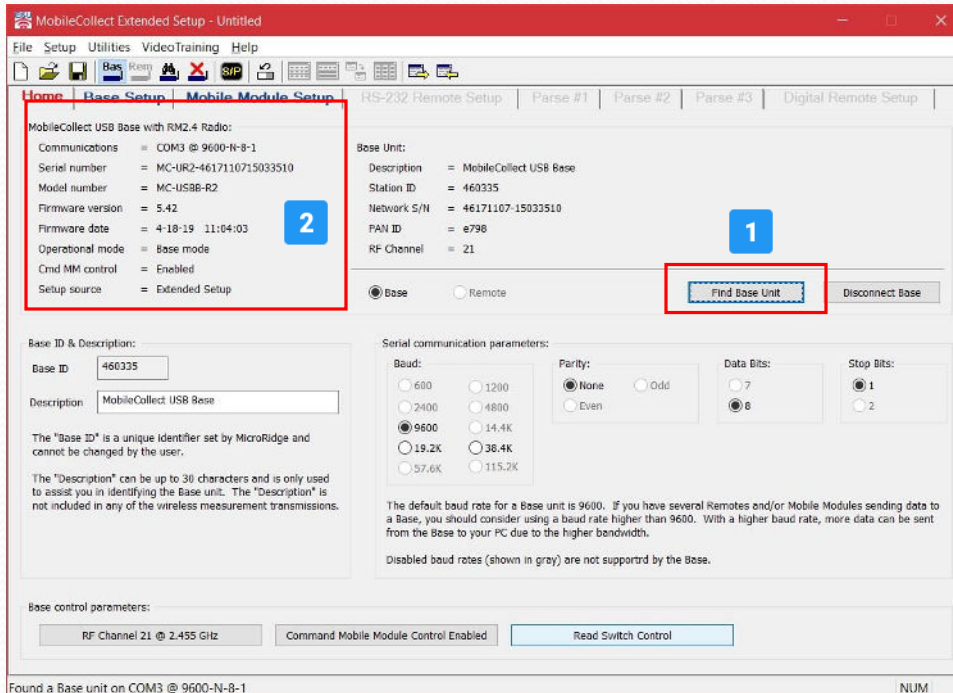 MobileCollect Extended Setup - Untitled
File Setup Utilities VideoTraining Help
Bas Rem S/P
Home Base Setup Mobile Module Setup RS-232 Remote Setup Parse #1 Parse #2 Parse #3 Digital Remote Setup
MobileCollect USB Base with RM2.4 Radio:
Communications = COM3 @ 9600-N-8-1
Serial number = MC-UR2-4617110715033510
Model number = MC-USBB-R2
Firmware version = 5.42
Firmware date = 4-18-19 11:04:03
Operational mode = Base mode
Cmd MM control = Enabled
Setup source = Extended Setup
2
Base Unit:
Description = MobileCollect USB Base
Station ID = 460335
Network S/N = 46171107-15033510
PAN ID = e798
RF Channel = 21
1
Base Remote
Find Base Unit Disconnect Base
Base ID & Description:
Base ID 460335
Description MobileCollect USB Base
The "Base ID" is a unique identifier set by MicroRidge and
cannot be changed by the user.
The "Description" can be up to 30 characters and is only used
to assist you in identifying the Base unit. The "Description" is
not included in any of the wireless measurement transmissions.
Serial communication parameters:
Baud:
600 1200
2400 4800
9600 14.4K
19.2K 38.4K
57.6K 115.2K
Parity:
None Odd
Even
Data Bits:
7
8
Stop Bits:
1
2
The default baud rate for a Base unit is 9600. If you have several Remotes and/or Mobile Modules sending data to
a Base, you should consider using a baud rate higher than 9600. With a higher baud rate, more data can be sent
from the Base to your PC due to the higher bandwidth.
Disabled baud rates (shown in gray) are not supportrd by the Base.
Base control parameters:
RF Channel 21 @ 2.455 GHz Command Mobile Module Control Enabled Read Switch Control
Found a Base unit on COM3 @ 9600-N-8-1 NUM